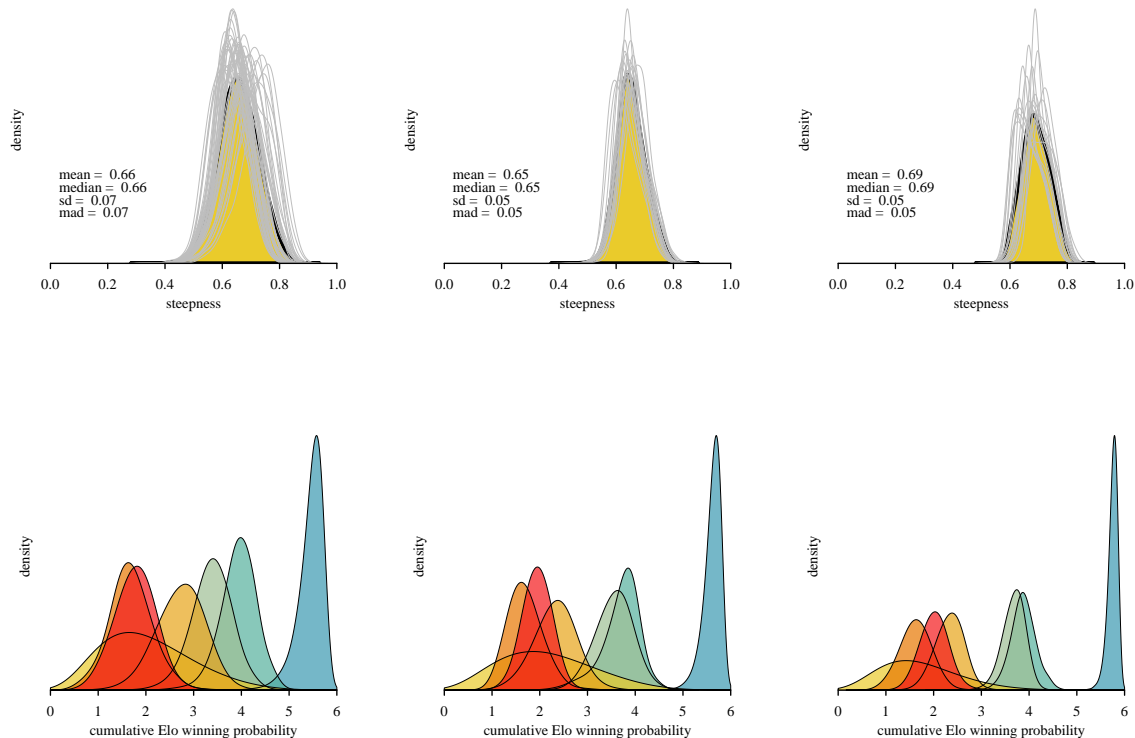 density
mean = 0.66
median = 0.66
sd = 0.07
mad = 0.07
0.0 0.2 0.4 0.6 0.8 1.0
steepness
density
mean = 0.65
median = 0.65
sd = 0.05
mad = 0.05
0.0 0.2 0.4 0.6 0.8 1.0
steepness
density
mean = 0.69
median = 0.69
sd = 0.05
mad = 0.05
0.0 0.2 0.4 0.6 0.8 1.0
steepness
density
0 1 2 3 4 5 6
cumulative Elo winning probability
density
0 1 2 3 4 5 6
cumulative Elo winning probability
density
0 1 2 3 4 5 6
cumulative Elo winning probability